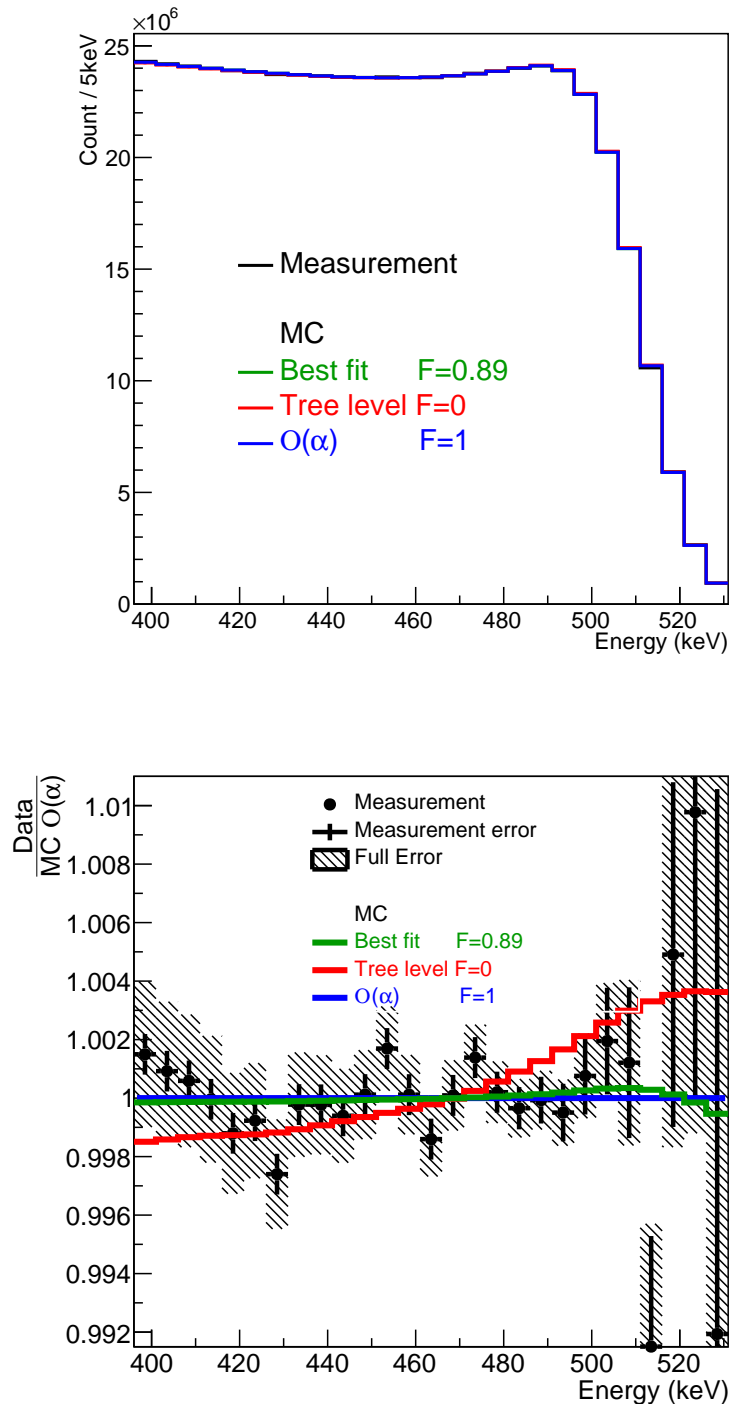 ×10⁶
Count / 5keV
25
20
15
10
5
0
Measurement
MC
Best fit F=0.89
Tree level F=0
O(α) F=1
400 420 440 460 480 500 520
Energy (keV)
Data
MC O(α)
1.01
1.008
1.006
1.004
1.002
1
0.998
0.996
0.994
0.992
Measurement
Measurement error
Full Error
MC
Best fit F=0.89
Tree level F=0
O(α) F=1
400 420 440 460 480 500 520
Energy (keV)